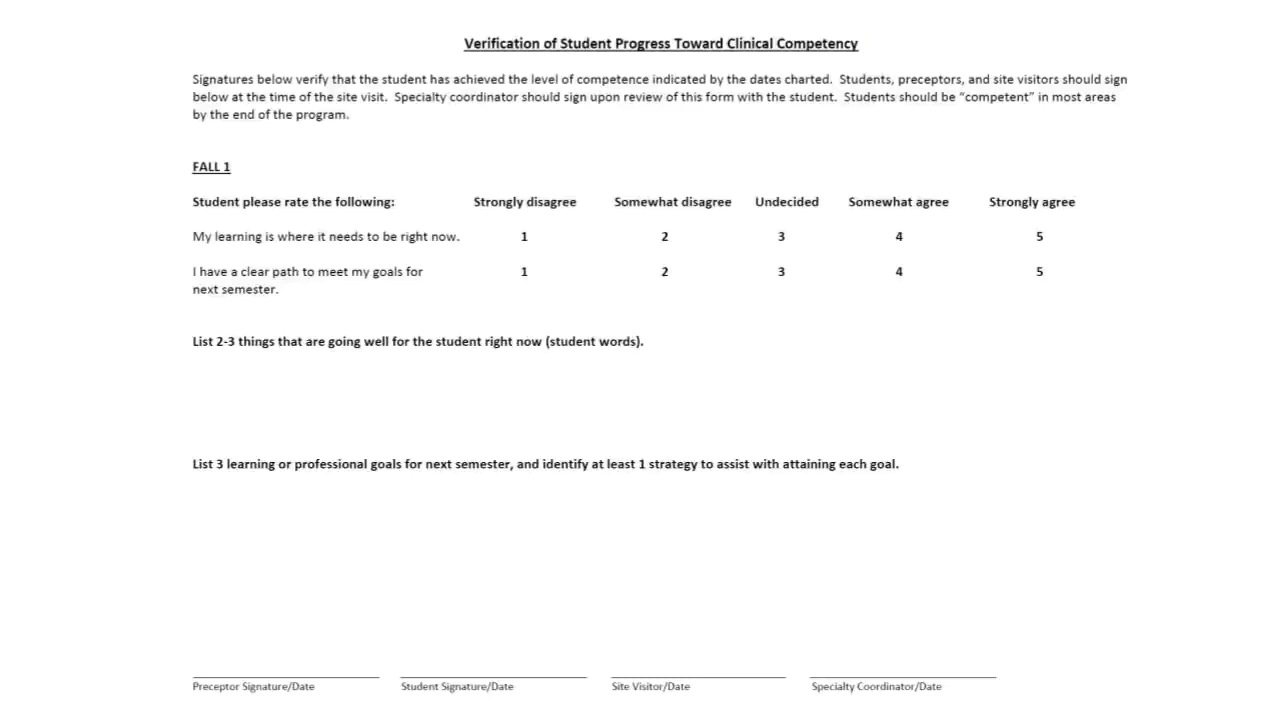 Verification of Student Progress Toward Clinical Competency
Signatures below verify that the student has achieved the level of competence indicated by the dates charted.  Students, preceptors, and site visitors should sign
below at the time of the site visit.  Specialty coordinator should sign upon review of this form with the student.  Students should be “competent” in most areas
by the end of the program.
FALL 1
Student please rate the following: Strongly disagree Somewhat disagree Undecided Somewhat agree Strongly agree
My learning is where it needs to be right now. 1 2 3 4 5
I have a clear path to meet my goals for 1 2 3 4 5
next semester.
List 2-3 things that are going well for the student right now (student words).
List 3 learning or professional goals for next semester, and identify at least 1 strategy to assist with attaining each goal.
Preceptor Signature/Date Student Signature/Date Site Visitor/Date Specialty Coordinator/Date